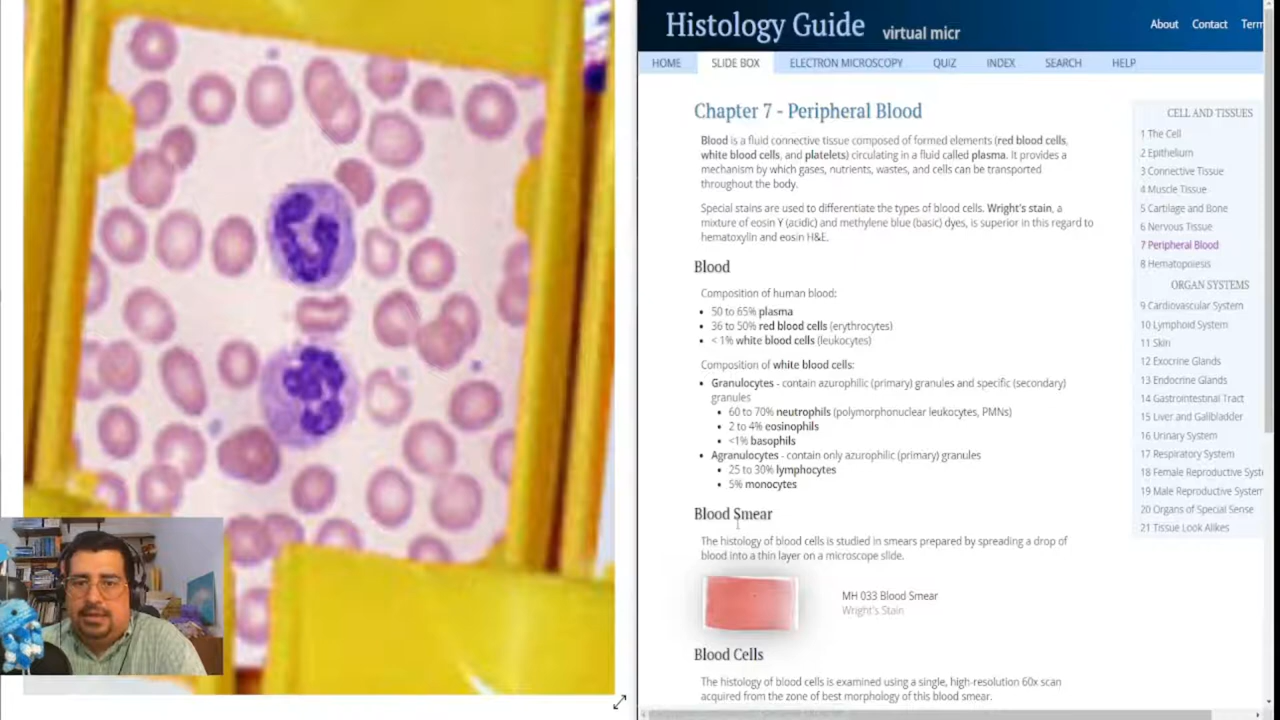 Histology Guide virtual micr
About Contact Term
HOME SLIDE BOX ELECTRON MICROSCOPY QUIZ INDEX SEARCH HELP
Chapter 7 - Peripheral Blood
Blood is a fluid connective tissue composed of formed elements (red blood cells,
white blood cells, and platelets) circulating in a fluid called plasma. It provides a
mechanism by which gases, nutrients, wastes, and cells can be transported
throughout the body.
Special stains are used to differentiate the types of blood cells. Wright's stain, a
mixture of eosin Y (acidic) and methylene blue (basic) dyes, is superior in this regard to
hematoxylin and eosin H&E.
Blood
Composition of human blood:
• 50 to 65% plasma
• 36 to 50% red blood cells (erythrocytes)
• < 1% white blood cells (leukocytes)
Composition of white blood cells:
• Granulocytes - contain azurophilic (primary) granules and specific (secondary)
granules
• 60 to 70% neutrophils (polymorphonuclear leukocytes, PMNs)
• 2 to 4% eosinophils
• <1% basophils
• Agranulocytes - contain only azurophilic (primary) granules
• 25 to 30% lymphocytes
• 5% monocytes
Blood Smear
The histology of blood cells is studied in smears prepared by spreading a drop of
blood into a thin layer on a microscope slide.
MH 033 Blood Smear
Wright's Stain
Blood Cells
The histology of blood cells is examined using a single, high-resolution 60x scan
acquired from the zone of best morphology of this blood smear.
CELL AND TISSUES
1 The Cell
2 Epithelium
3 Connective Tissue
4 Muscle Tissue
5 Cartilage and Bone
6 Nervous Tissue
7 Peripheral Blood
8 Hematopoiesis
ORGAN SYSTEMS
9 Cardiovascular System
10 Lymphoid System
11 Skin
12 Exocrine Glands
13 Endocrine Glands
14 Gastrointestinal Tract
15 Liver and Gallbladder
16 Urinary System
17 Respiratory System
18 Female Reproductive Syste
19 Male Reproductive System
20 Organs of Special Sense
21 Tissue Look Alikes